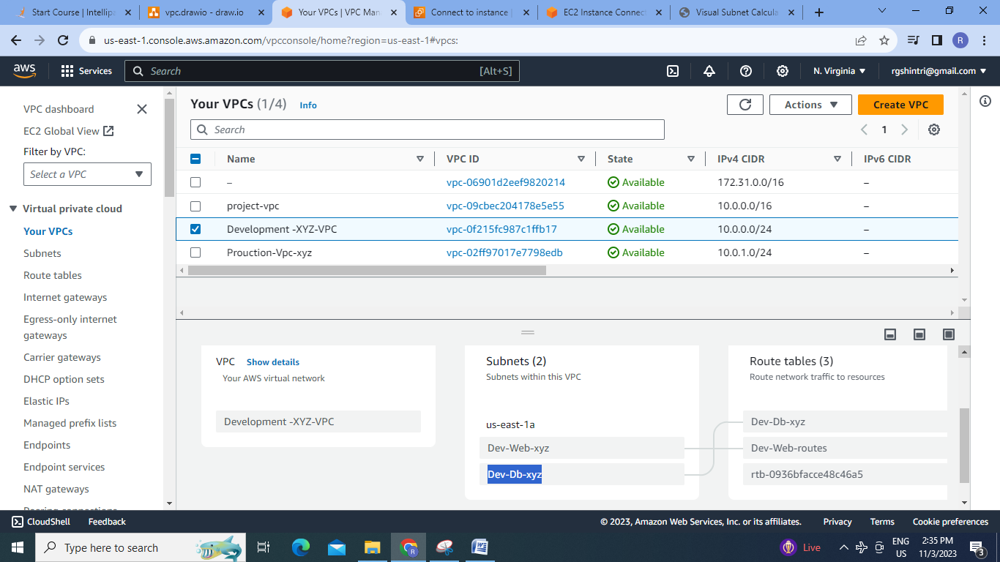 Start Course | Intellipa
vpc.drawio - draw.io
Your VPCs | VPC Man
Connect to instance |
EC2 Instance Connect
Visual Subnet Calcula
us-east-1.console.aws.amazon.com/vpcconsole/home?region=us-east-1#vpcs:
R
aws
Services
Search
[Alt+S]
N. Virginia
rgshintri@gmail.com
VPC dashboard
EC2 Global View
Filter by VPC:
Select a VPC
Virtual private cloud
Your VPCs
Subnets
Route tables
Internet gateways
Egress-only internet
gateways
Carrier gateways
DHCP option sets
Elastic IPs
Managed prefix lists
Endpoints
Endpoint services
NAT gateways
Peering connections
Your VPCs (1/4) Info
Actions
Create VPC
Search
1
Name VPC ID State IPv4 CIDR IPv6 CIDR
– vpc-06901d2eef9820214 Available 172.31.0.0/16 –
project-vpc vpc-09cbec204178e5e55 Available 10.0.0.0/16 –
Development -XYZ-VPC vpc-0f215fc987c1ffb17 Available 10.0.0.0/24 –
Prouction-Vpc-xyz vpc-02ff97017e7798edb Available 10.0.1.0/24 –
VPC Show details
Your AWS virtual network
Development -XYZ-VPC
Subnets (2)
Subnets within this VPC
us-east-1a
Dev-Web-xyz
Dev-Db-xyz
Route tables (3)
Route network traffic to resources
Dev-Db-xyz
Dev-Web-routes
rtb-0936bfacce48c46a5
CloudShell
Feedback
© 2023, Amazon Web Services, Inc. or its affiliates.
Privacy
Terms
Cookie preferences
Type here to search
R
W
Live
ENG
US
2:35 PM
11/3/2023
3